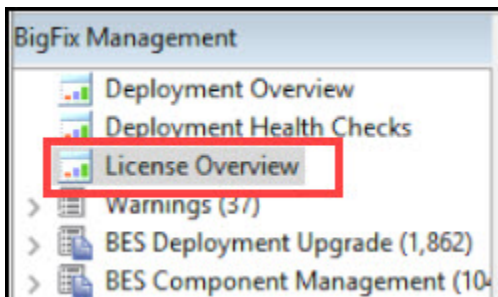 BigFix Management
Deployment Overview
Deployment Health Checks
License Overview
Warnings (37)
BES Deployment Upgrade (1,862)
BES Component Management (10